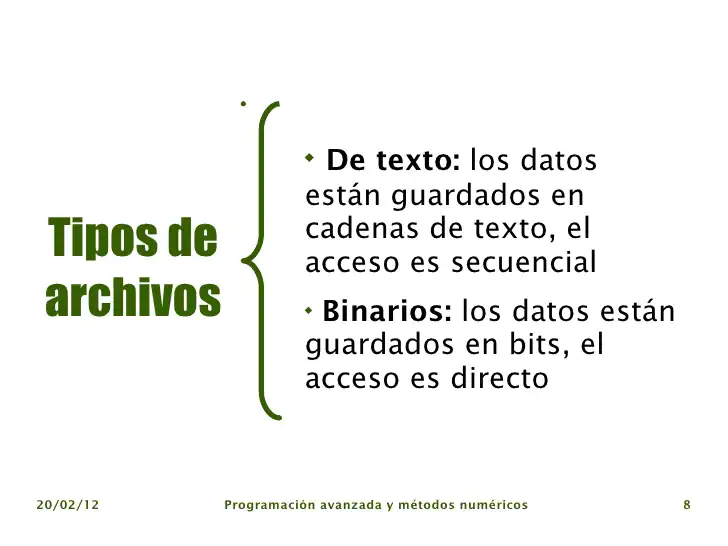 Tipos de
archivos
De texto: los datos
están guardados en
cadenas de texto, el
acceso es secuencial
Binarios: los datos están
guardados en bits, el
acceso es directo
20/02/12
Programación avanzada y métodos numéricos
8